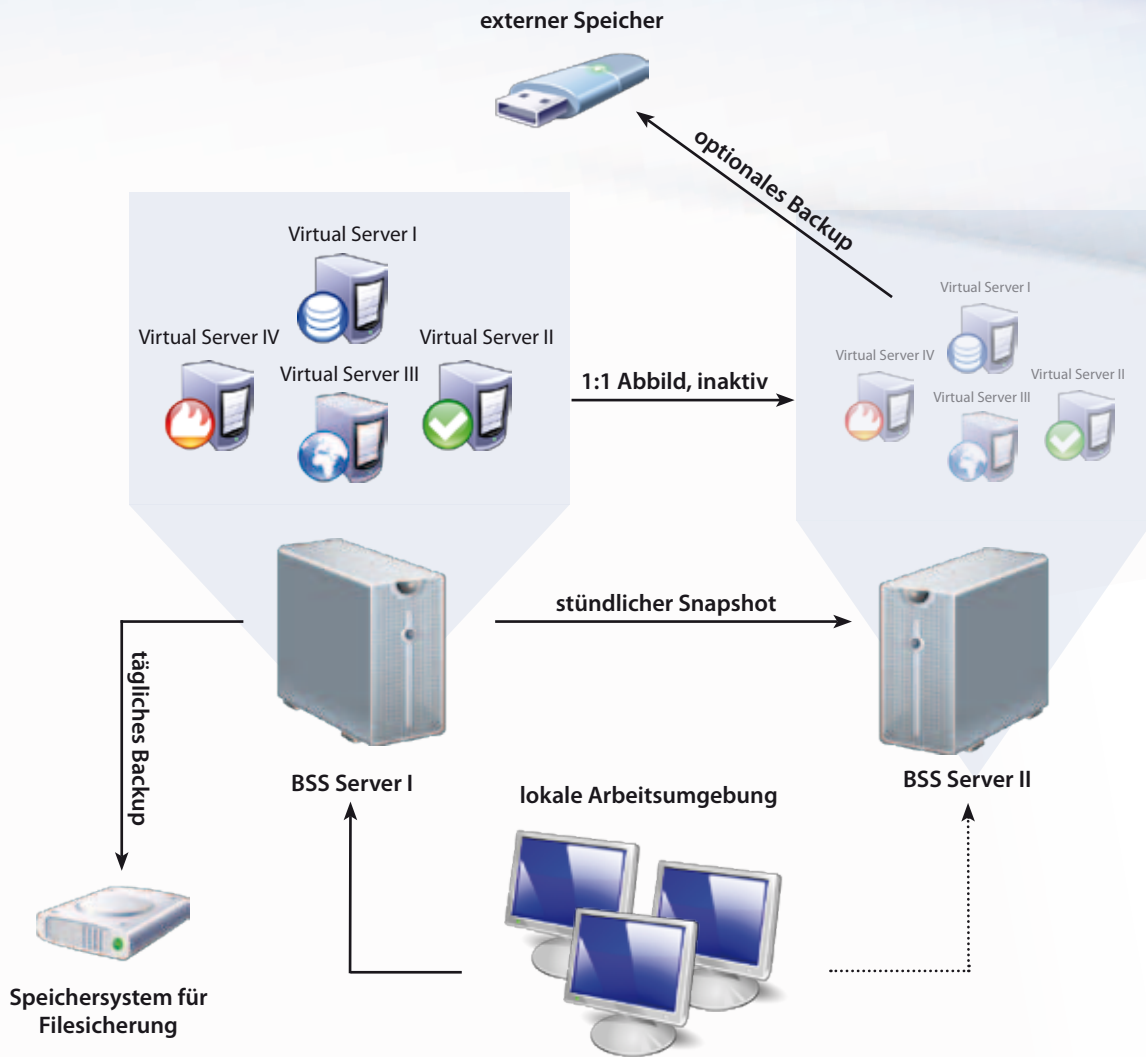 externer Speicher
optionales Backup
Virtual Server I
Virtual Server IV
Virtual Server II
Virtual Server III
1:1 Abbild, inaktiv
Virtual Server I
Virtual Server IV
Virtual Server II
Virtual Server III
stündlicher Snapshot
tägliches Backup
BSS Server I
lokale Arbeitsumgebung
BSS Server II
Speichersystem für
Filesicherung